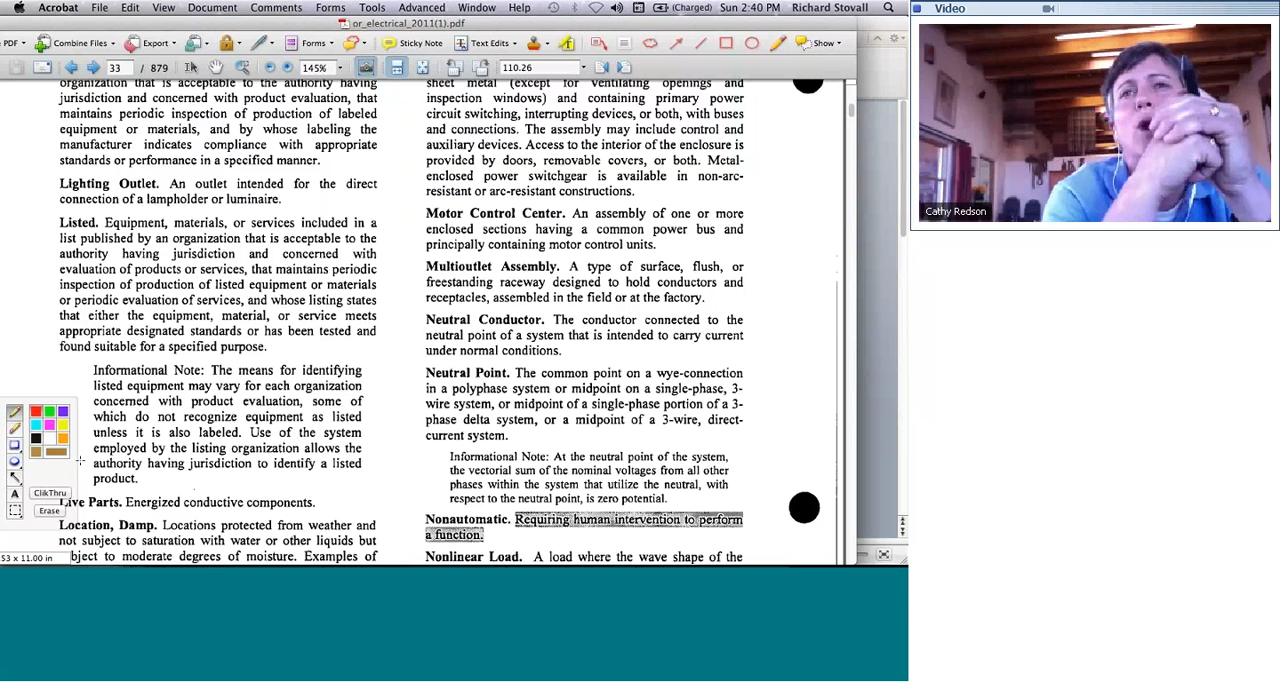 Acrobat File Edit View(1) Document Comments Forms Tools Advanced Window Help (Charged) Sun 2:40 PM Richard Stovall
or_electrical_2011(1).pdf
PDF Combine Files Export Forms Sticky Note Text Edits Show
33 / 879 145% 110.26
organization that is acceptable to the authority having
jurisdiction and concerned with product evaluation, that
maintains periodic inspection of production of labeled
equipment or materials, and by whose labeling the
manufacturer indicates compliance with appropriate
standards or performance in a specified manner.
Lighting Outlet. An outlet intended for the direct
connection of a lampholder or luminaire.
Listed. Equipment, materials, or services included in a
list published by an organization that is acceptable to the
authority having jurisdiction and concerned with
evaluation of products or services, that maintains periodic
inspection of production of listed equipment or materials
or periodic evaluation of services, and whose listing states
that either the equipment, material, or service meets
appropriate designated standards or has been tested and
found suitable for a specified purpose.
Informational Note: The means for identifying
listed equipment may vary for each organization
concerned with product evaluation, some of
which do not recognize equipment as listed
unless it is also labeled. Use of the system
employed by the listing organization allows the
authority having jurisdiction to identify a listed
product.
Live Parts. Energized conductive components.
Location, Damp. Locations protected from weather and
not subject to saturation with water or other liquids but
subject to moderate degrees of moisture. Examples of
sheet metal (except for ventilating openings and
inspection windows) and containing primary power
circuit switching, interrupting devices, or both, with buses
and connections. The assembly may include control and
auxiliary devices. Access to the interior of the enclosure is
provided by doors, removable covers, or both. Metal-
enclosed power switchgear is available in non-arc-
resistant or arc-resistant constructions.
Motor Control Center. An assembly of one or more
enclosed sections having a common power bus and
principally containing motor control units.
Multioutlet Assembly. A type of surface, flush, or
freestanding raceway designed to hold conductors and
receptacles, assembled in the field or at the factory.
Neutral Conductor. The conductor connected to the
neutral point of a system that is intended to carry current
under normal conditions.
Neutral Point. The common point on a wye-connection
in a polyphase system or midpoint on a single-phase, 3-
wire system, or midpoint of a single-phase portion of a 3-
phase delta system, or a midpoint of a 3-wire, direct-
current system.
Informational Note: At the neutral point of the system,
the vectorial sum of the nominal voltages from all other
phases within the system that utilize the neutral, with
respect to the neutral point, is zero potential.
Nonautomatic. Requiring human intervention to perform
a function.
Nonlinear Load. A load where the wave shape of the
A
ClikThru
Erase
53 x 11.00 in
Video
Cathy Redson